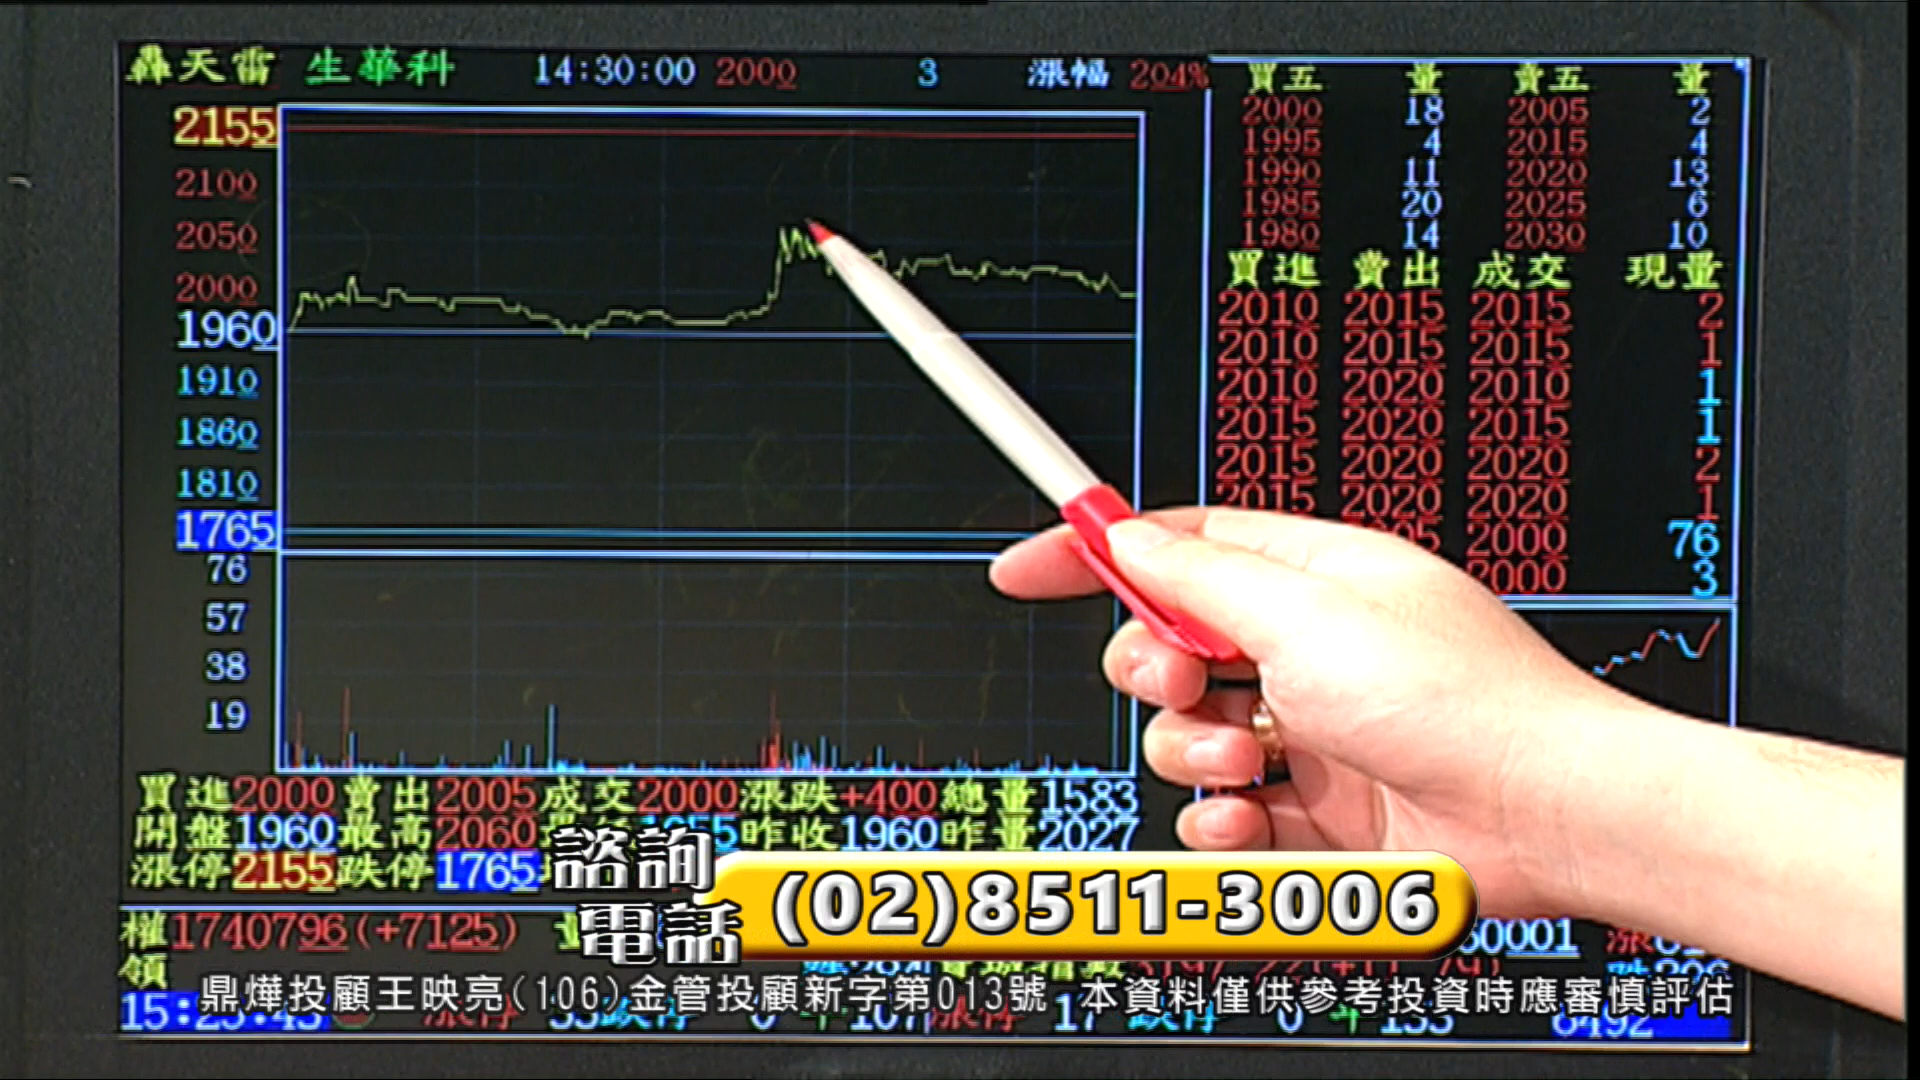 轟天雷 生華科 14:30:00 2000 3 漲幅 204%
2155
2100
2050
2000
1960
1910
1860
1810
1765
76
57
38
19
買五 量 賣五 量
2000 18 2005 2
1995 4 2015 4
1990 11 2020 13
1985 20 2025 6
1980 14 2030 10
買進 賣出 成交 現量
2010 2015 2015 2
2010 2015 2015 1
2010 2020 2010 1
2015 2020 2015 1
2015 2020 2020 2
2015 2020 2020 1
2000 76
2000 3
買進2000賣出2005成交2000漲跌+400總量1583
開盤1960最高2060 昨收1960昨量2027
漲停2155跌停1765
諮詢
電話
(02)8511-3006
權1740796(+7125)
領
鼎燁投顧王映亮(106)金管投顧新字第013號 本資料僅供參考投資時應審慎評估